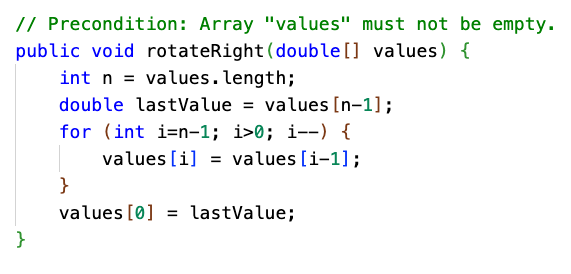 // Precondition: Array "values" must not be empty.
public void rotateRight(double[] values) {
    int n = values.length;
    double lastValue = values[n-1];
    for (int i=n-1; i>0; i--) {
        values[i] = values[i-1];
    }
    values[0] = lastValue;
}